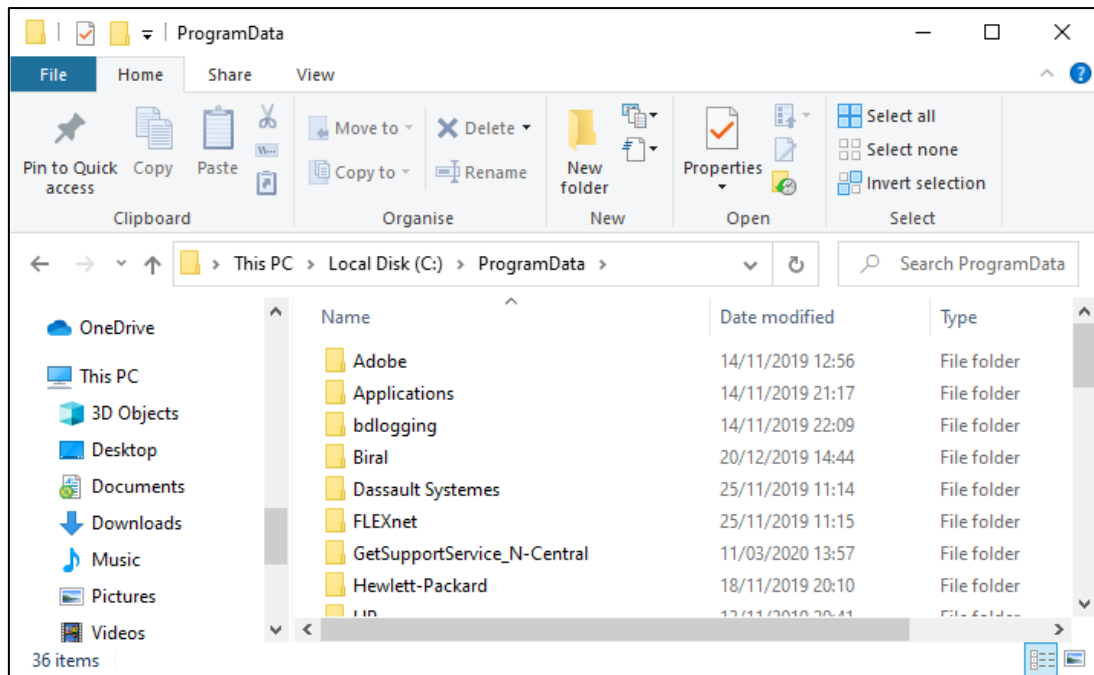 ProgramData
File Home Share View
Pin to Quick access
Copy
Paste
W...
Move to
Copy to
Delete
Rename
New folder
Properties
Select all
Select none
Invert selection
Clipboard Organise New Open Select
This PC > Local Disk (C:) > ProgramData >
Search ProgramData
OneDrive
This PC
3D Objects
Desktop
Documents
Downloads
Music
Pictures
Videos
Name Date modified Type
Adobe 14/11/2019 12:56 File folder
Applications 14/11/2019 21:17 File folder
bdlogging 14/11/2019 22:09 File folder
Biral 20/12/2019 14:44 File folder
Dassault Systemes 25/11/2019 11:14 File folder
FLEXnet 25/11/2019 11:15 File folder
GetSupportService_N-Central 11/03/2020 13:57 File folder
Hewlett-Packard 18/11/2019 20:10 File folder
36 items